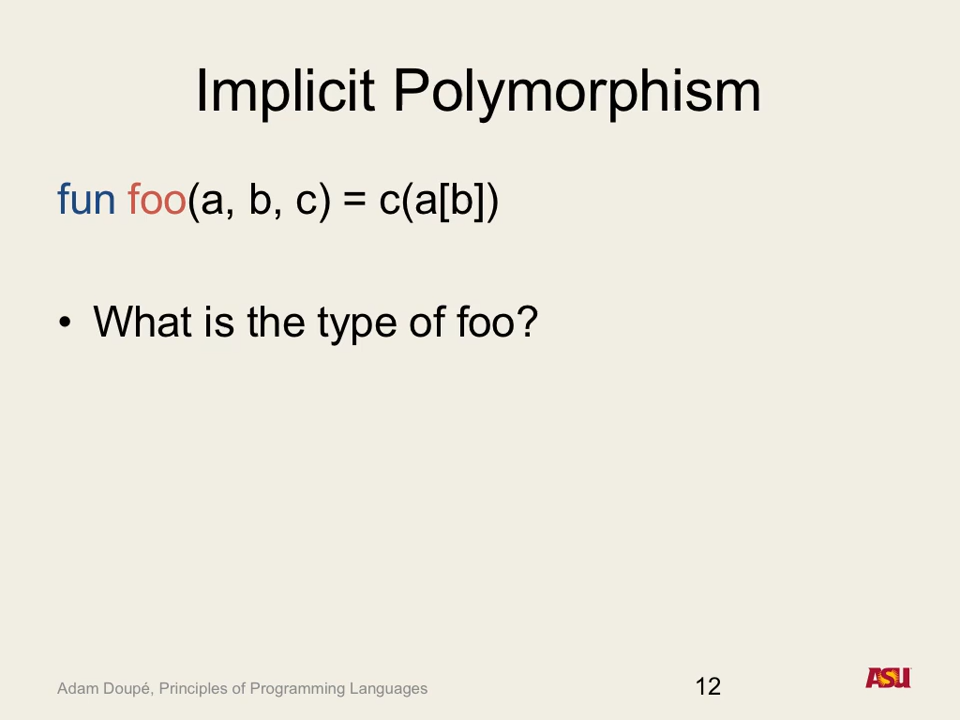 Implicit Polymorphism
fun foo(a, b, c) = c(a[b])
• What is the type of foo?
Adam Doupé, Principles of Programming Languages
12
ASU